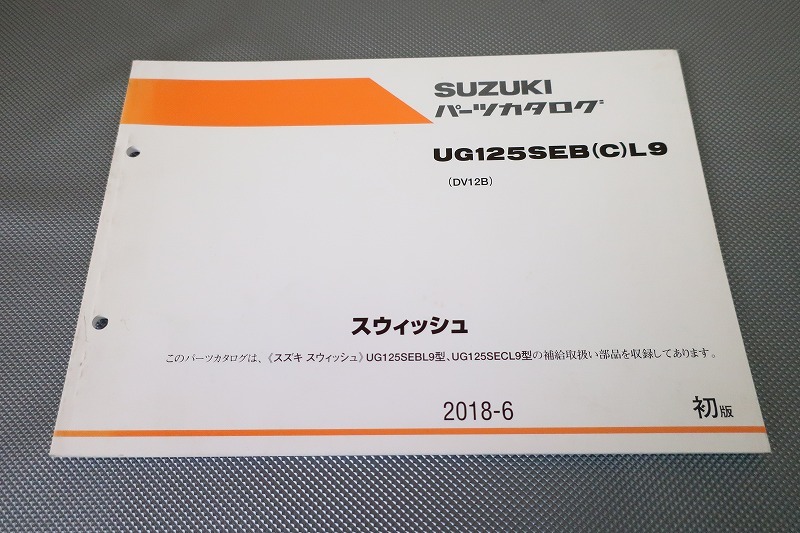 SUZUKI
パーツカタログ
UG125SEB(C)L9
(DV12B)
スウィッシュ
このパーツカタログは、《スズキ スウィッシュ》UG125SEBL9型、UG125SECL9型の補給取扱い部品を収録してあります。
2018-6
初版